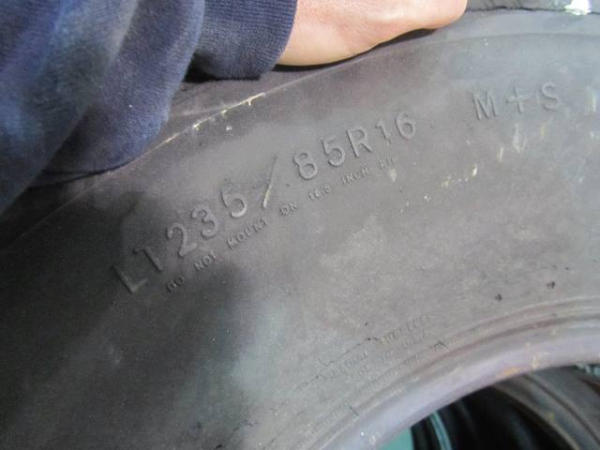 LT235/85R16 M+S
DO NOT MOUNT ON 16.5 INCH RIM